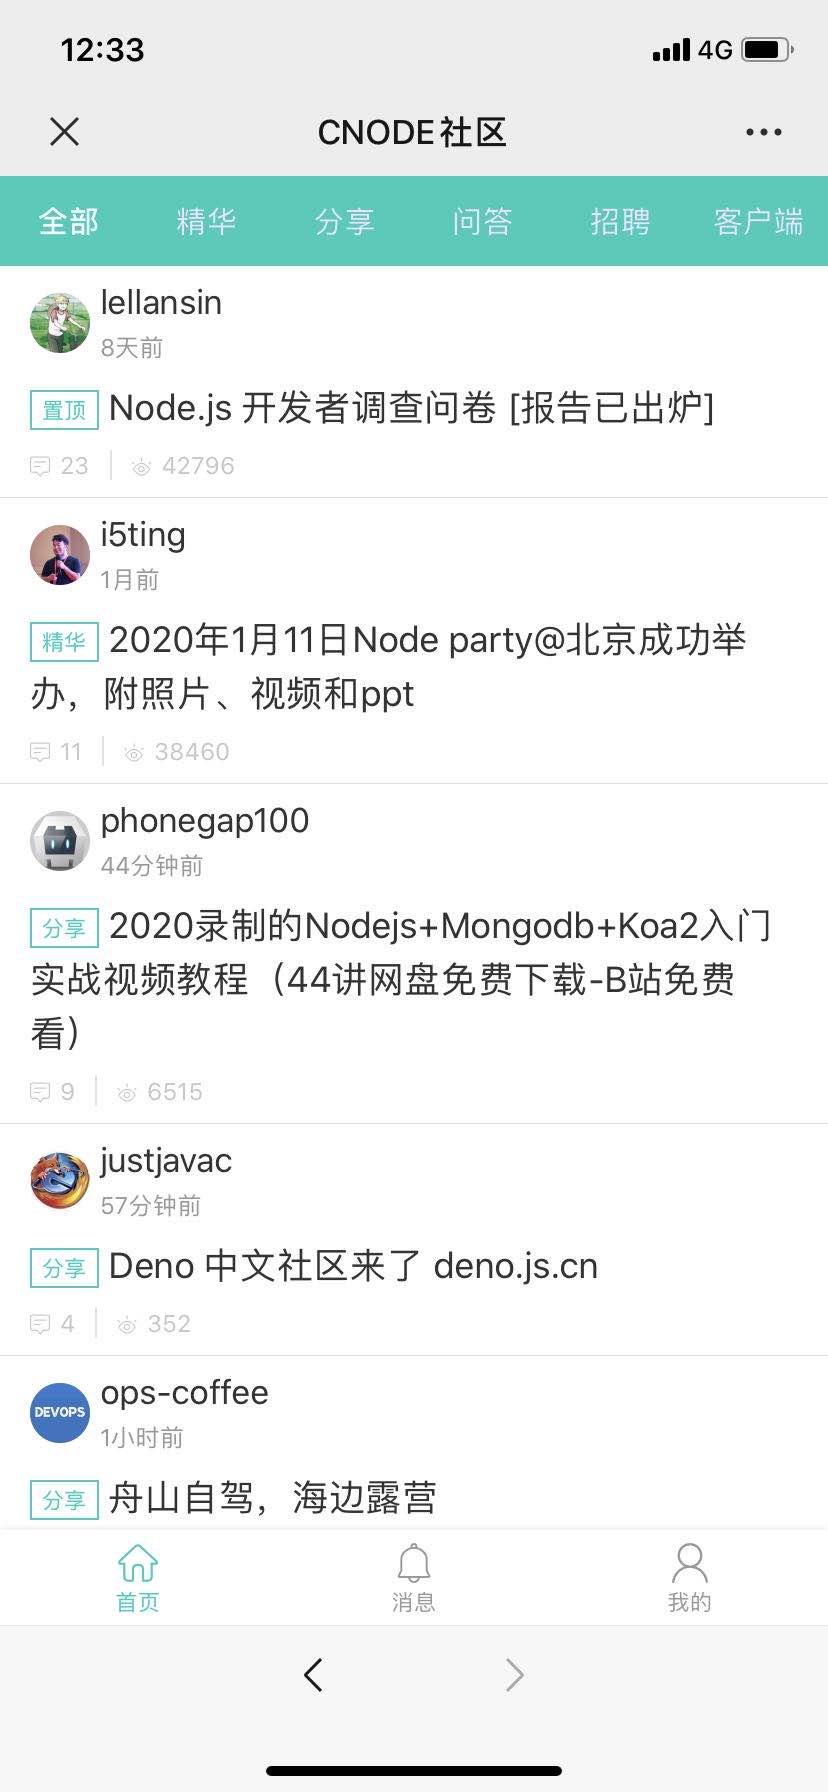 12:33
4G
CNODE社区
全部 精华 分享 问答 招聘 客户端
lellansin
8天前
置顶 Node.js 开发者调查问卷 [报告已出炉]
23 42796
i5ting
1月前
精华 2020年1月11日Node party@北京成功举
办，附照片、视频和ppt
11 38460
phonegap100
44分钟前
分享 2020录制的Nodejs+Mongodb+Koa2入门
实战视频教程（44讲网盘免费下载-B站免费
看）
9 6515
justjavac
57分钟前
分享 Deno 中文社区来了 deno.js.cn
4 352
DEVOPS
ops-coffee
1小时前
分享 舟山自驾，海边露营
首页 消息 我的